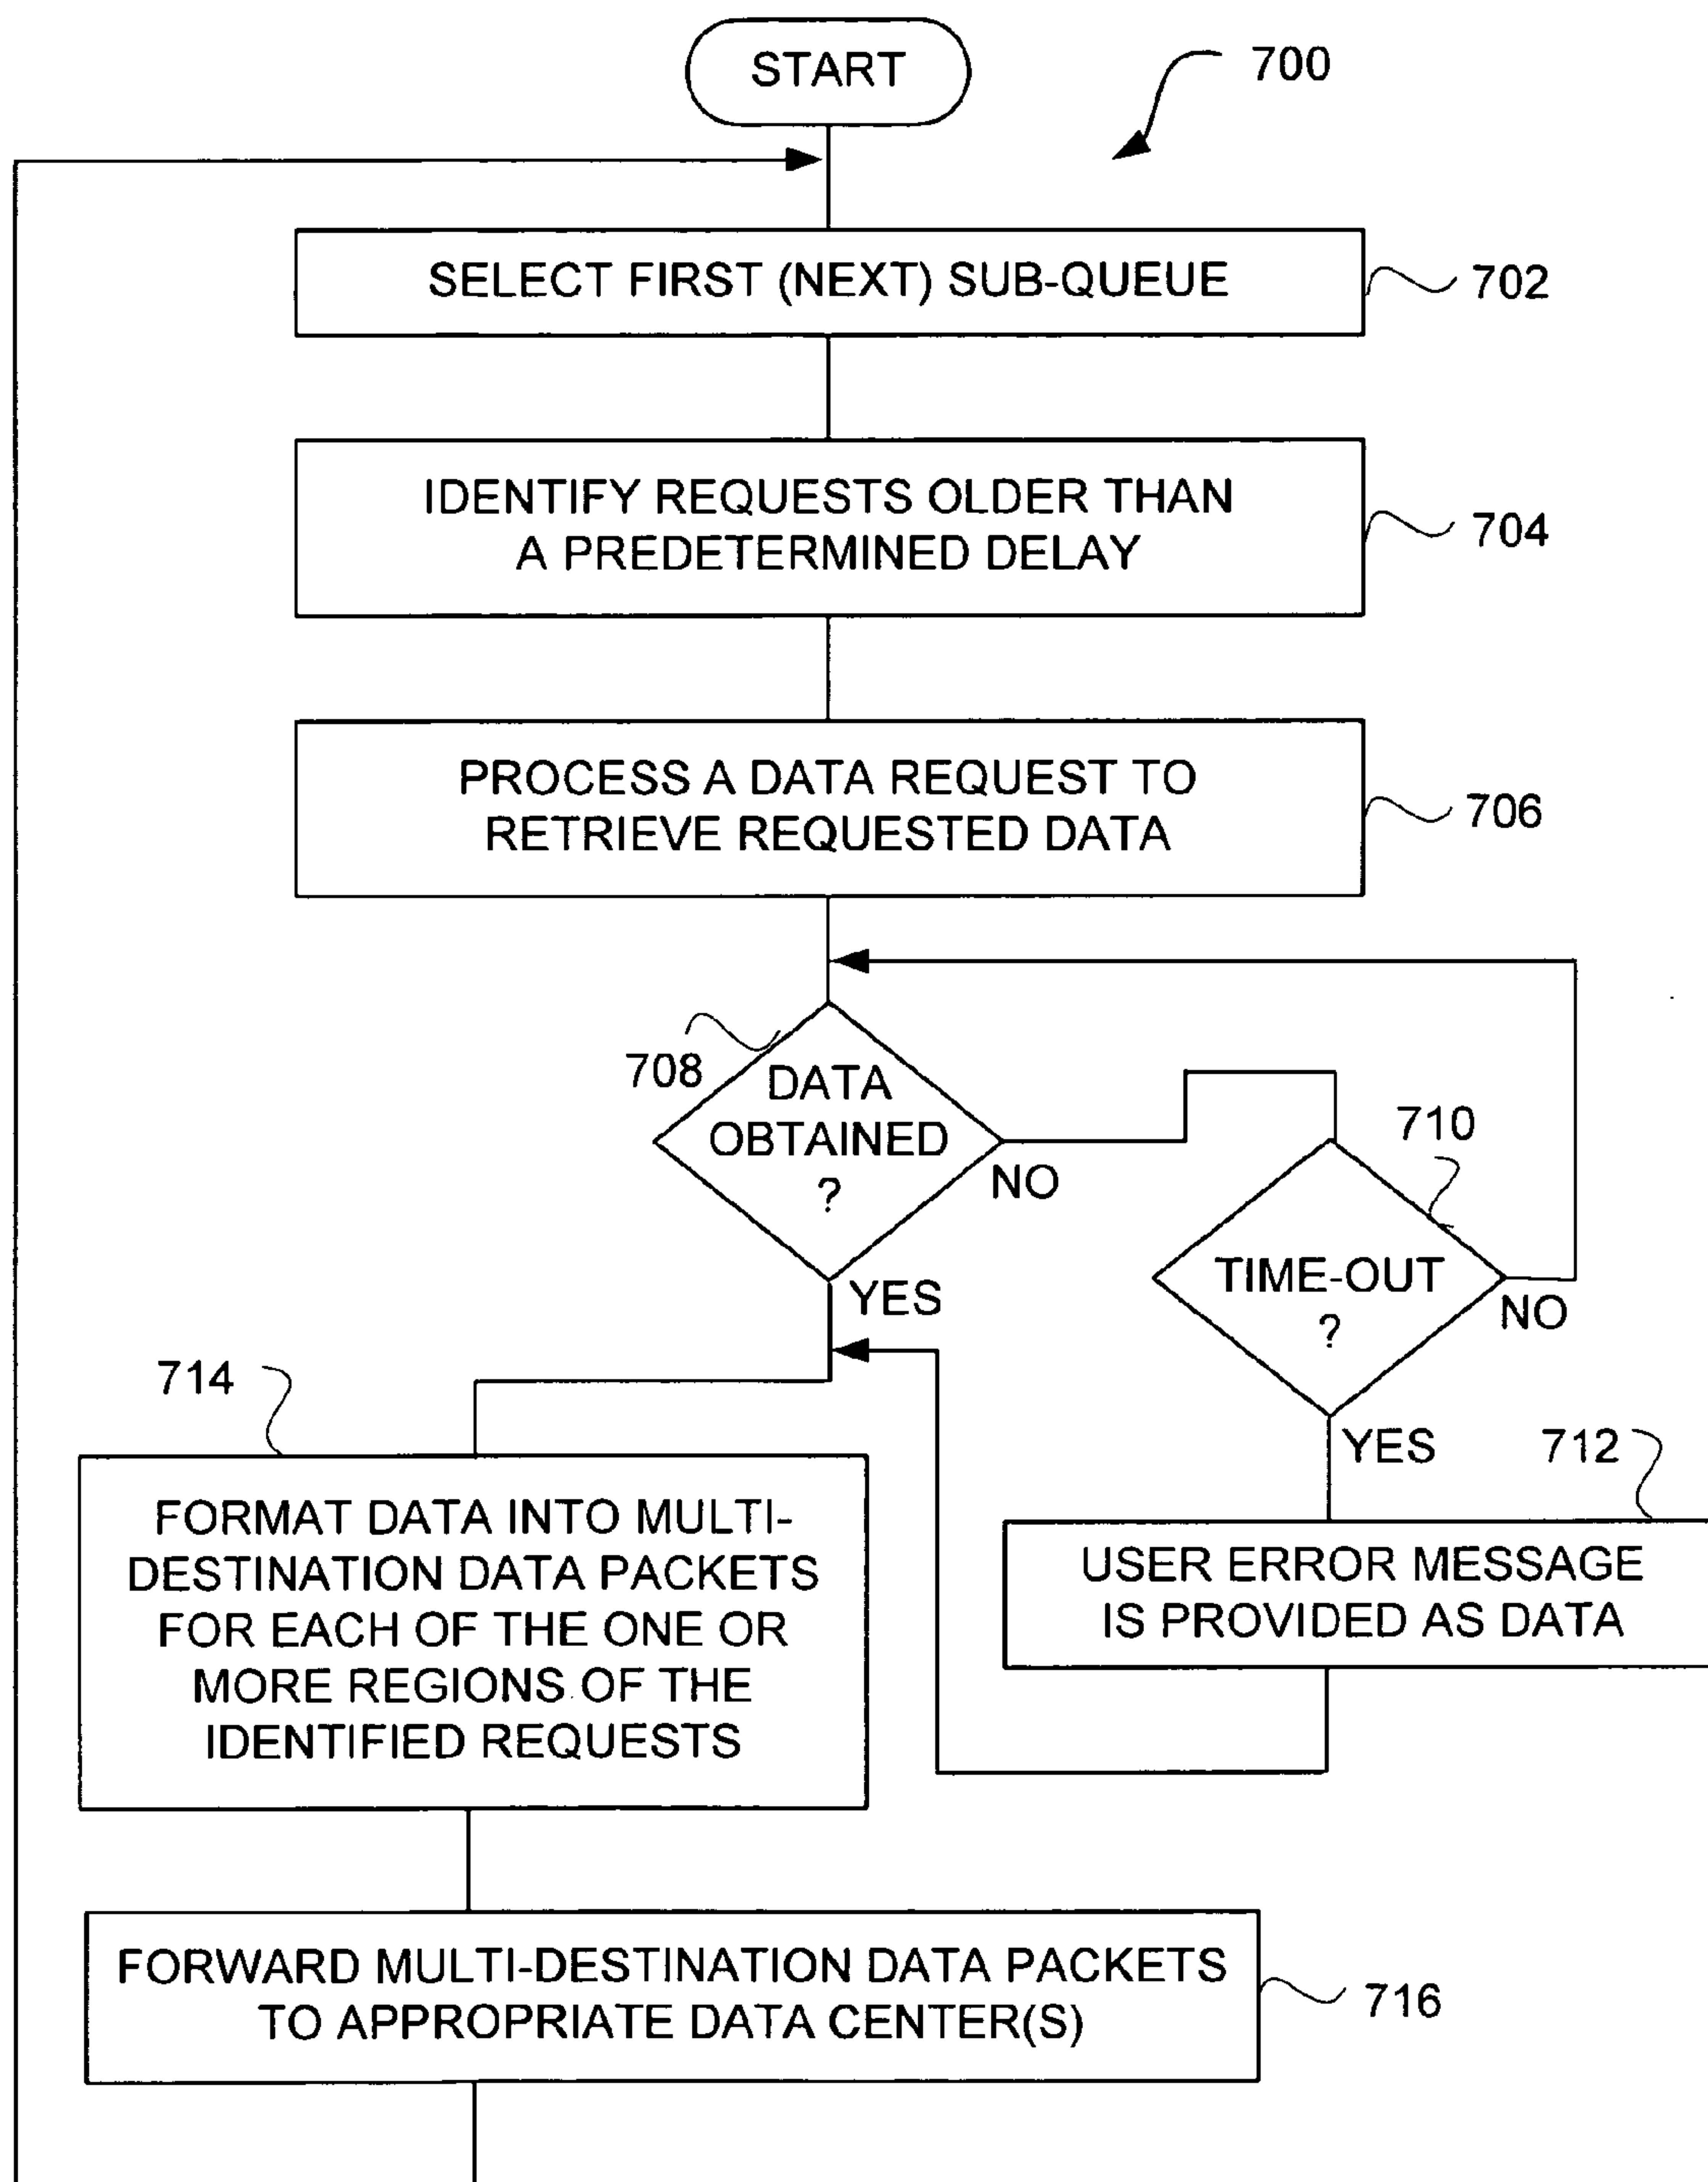 START
700
SELECT FIRST (NEXT) SUB-QUEUE
702
IDENTIFY REQUESTS OLDER THAN
A PREDETERMINED DELAY
704
PROCESS A DATA REQUEST TO
RETRIEVE REQUESTED DATA
706
708
DATA
OBTAINED
?
NO
YES
710
TIME-OUT
?
NO
YES
712
USER ERROR MESSAGE
IS PROVIDED AS DATA
714
FORMAT DATA INTO MULTI-
DESTINATION DATA PACKETS
FOR EACH OF THE ONE OR
MORE REGIONS OF THE
IDENTIFIED REQUESTS
FORWARD MULTI-DESTINATION DATA PACKETS
TO APPROPRIATE DATA CENTER(S)
716